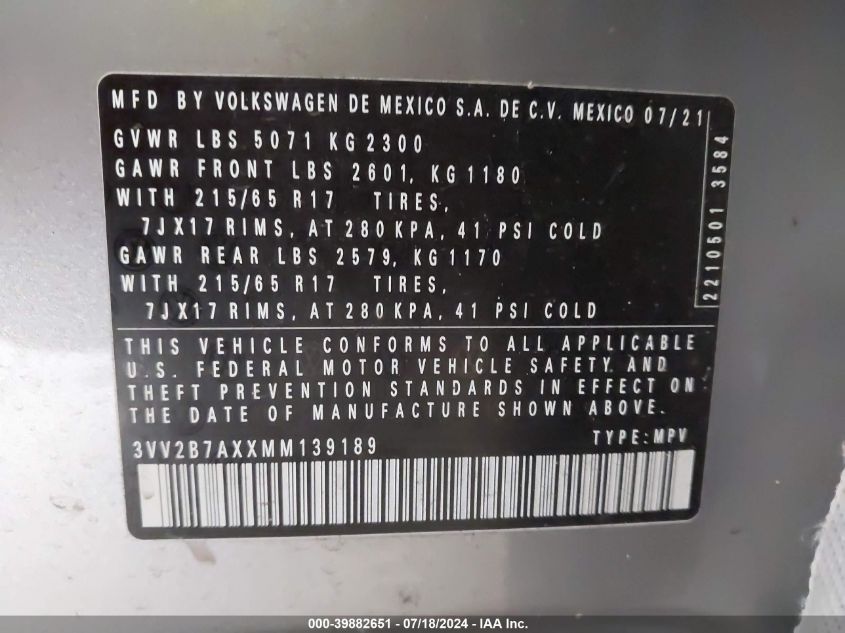 MFD BY VOLKSWAGEN DE MEXICO S.A. DE C.V. MEXICO 07/21
GVWR LBS 5071 KG 2300
GAWR FRONT LBS 2601, KG 1180
WITH 215/65 R17 TIRES,
7JX17 RIMS, AT 280 KPA, 41 PSI COLD
GAWR REAR LBS 2579, KG 1170
WITH 215/65 R17 TIRES,
7JX17 RIMS, AT 280 KPA, 41 PSI COLD
2210501 3584
THIS VEHICLE CONFORMS TO ALL APPLICABLE
U.S. FEDERAL MOTOR VEHICLE SAFETY AND
THEFT PREVENTION STANDARDS IN EFFECT ON
THE DATE OF MANUFACTURE SHOWN ABOVE.
3VV2B7AXXMM139189 TYPE: MPV
000-39882651 - 07/18/2024 - IAA Inc.